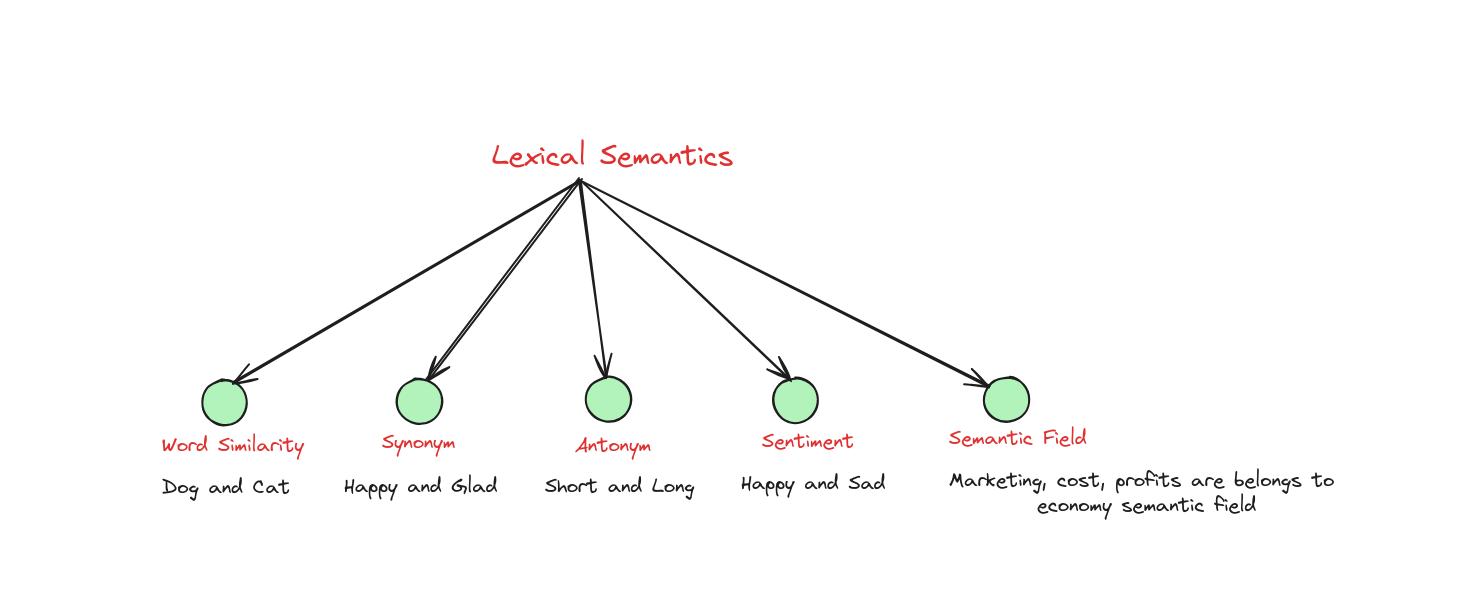 Lexical Semantics
Word Similarity
Synonym
Antonym
Sentiment
Semantic Field
Dog and Cat
Happy and Glad
Short and Long
Happy and Sad
Marketing, cost, profits are belongs to
economy semantic field